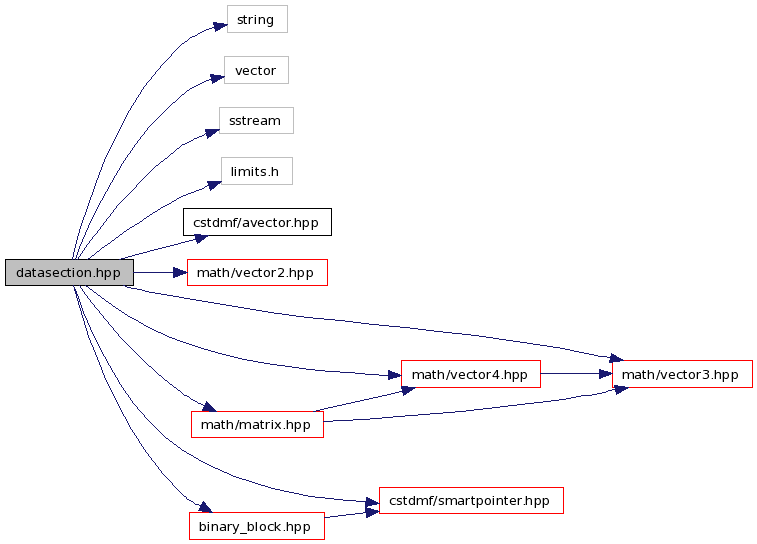 string
vector
sstream
limits.h
cstdmf/avector.hpp
datasection.hpp
math/vector2.hpp
math/vector4.hpp
math/vector3.hpp
math/matrix.hpp
cstdmf/smartpointer.hpp
binary_block.hpp